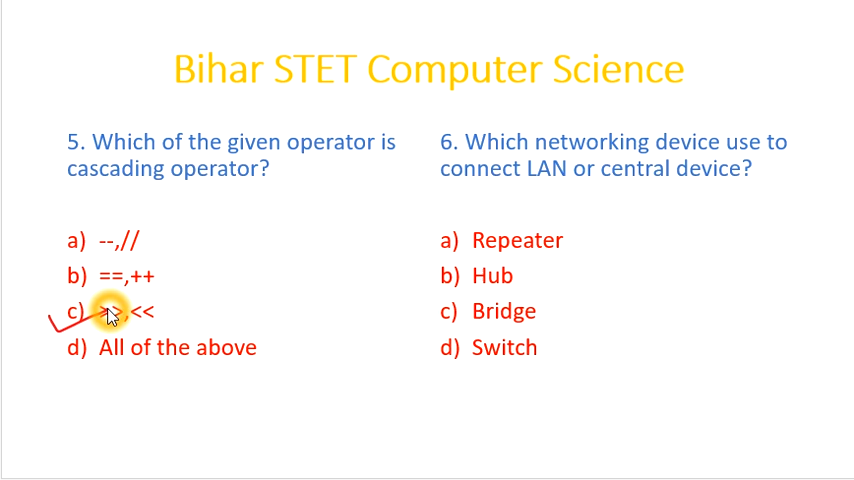 Bihar STET Computer Science
5. Which of the given operator is
cascading operator?
a) --,//
b) ==,++
c) >>,<<
d) All of the above
6. Which networking device use to
connect LAN or central device?
a) Repeater
b) Hub
c) Bridge
d) Switch